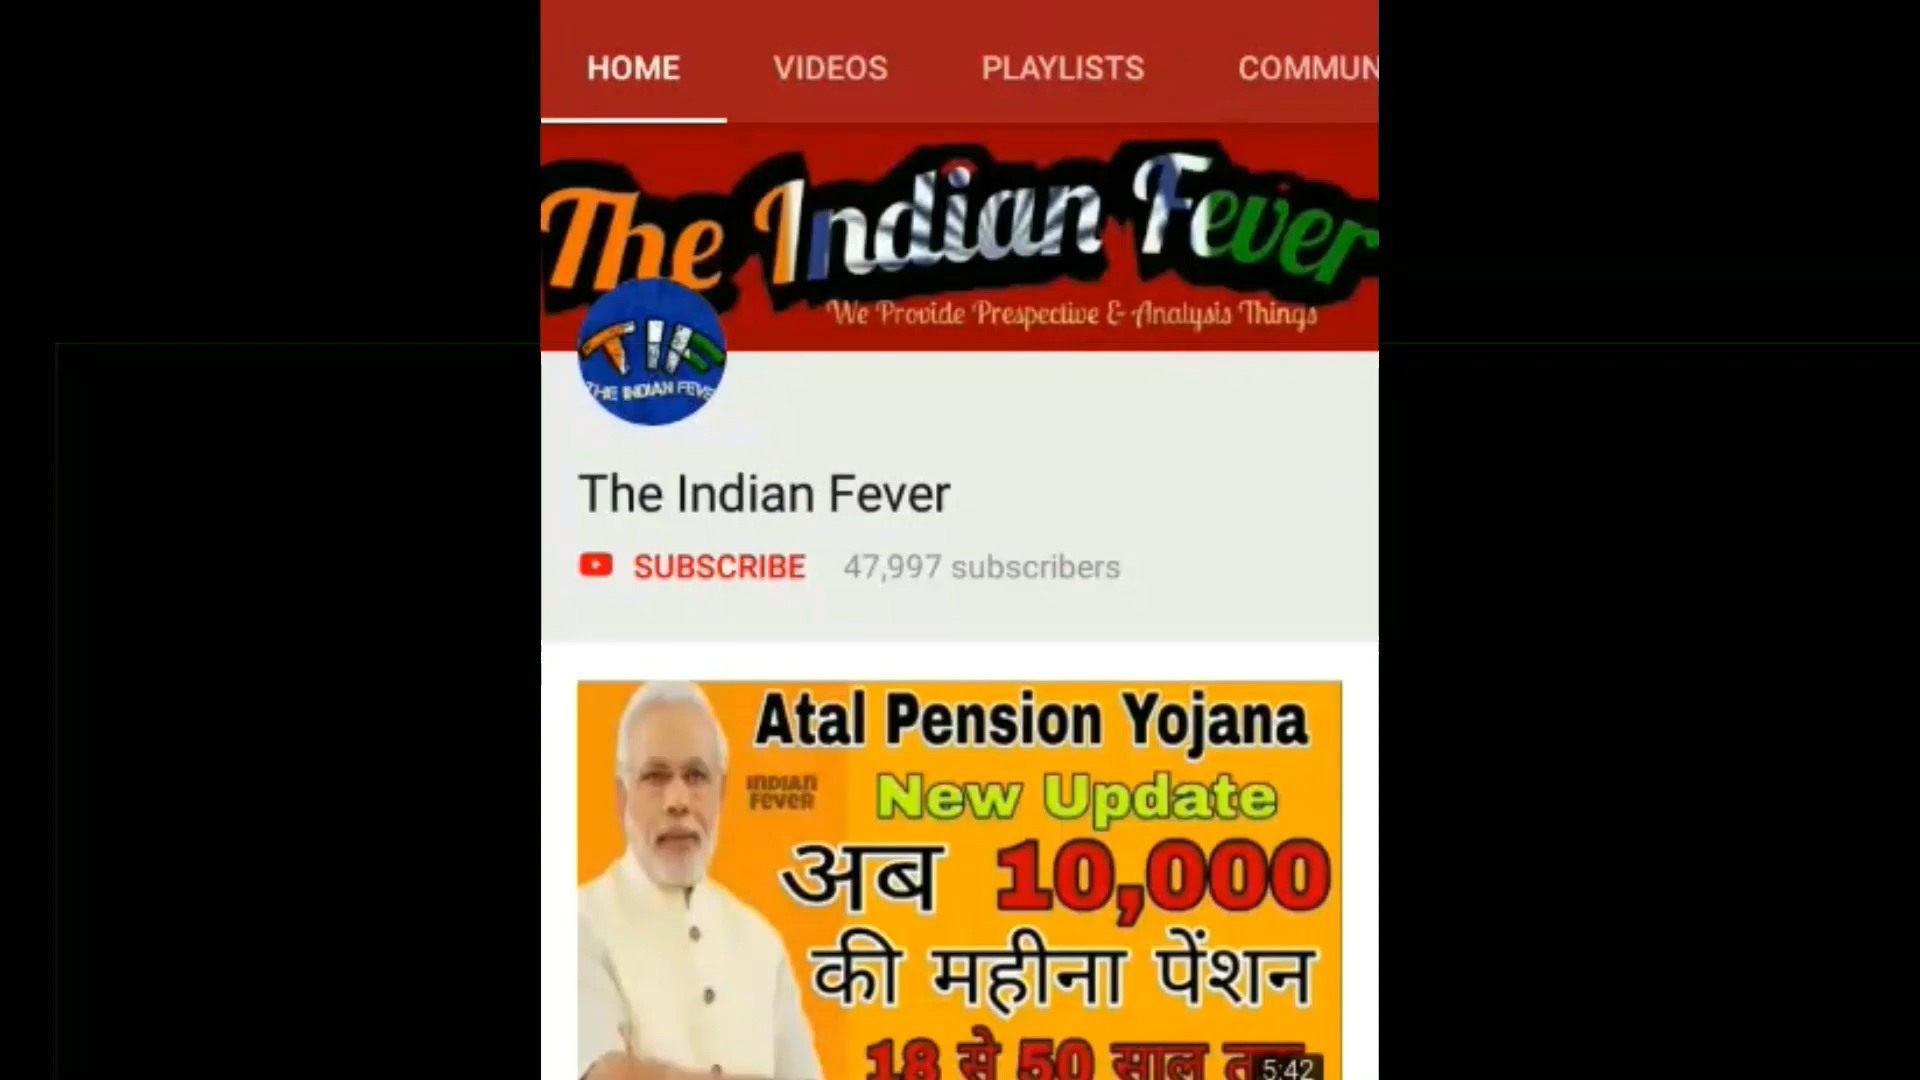 HOME VIDEOS PLAYLISTS COMMUN
The Indian Fever
We Provide Prespective & Analysis Things
TIF
THE INDIAN FEVE
The Indian Fever
SUBSCRIBE 47,997 subscribers
Atal Pension Yojana
INDIAN
FEVER
New Update
अब 10,000
की महीना पेंशन
18 से 50 साल
5:42